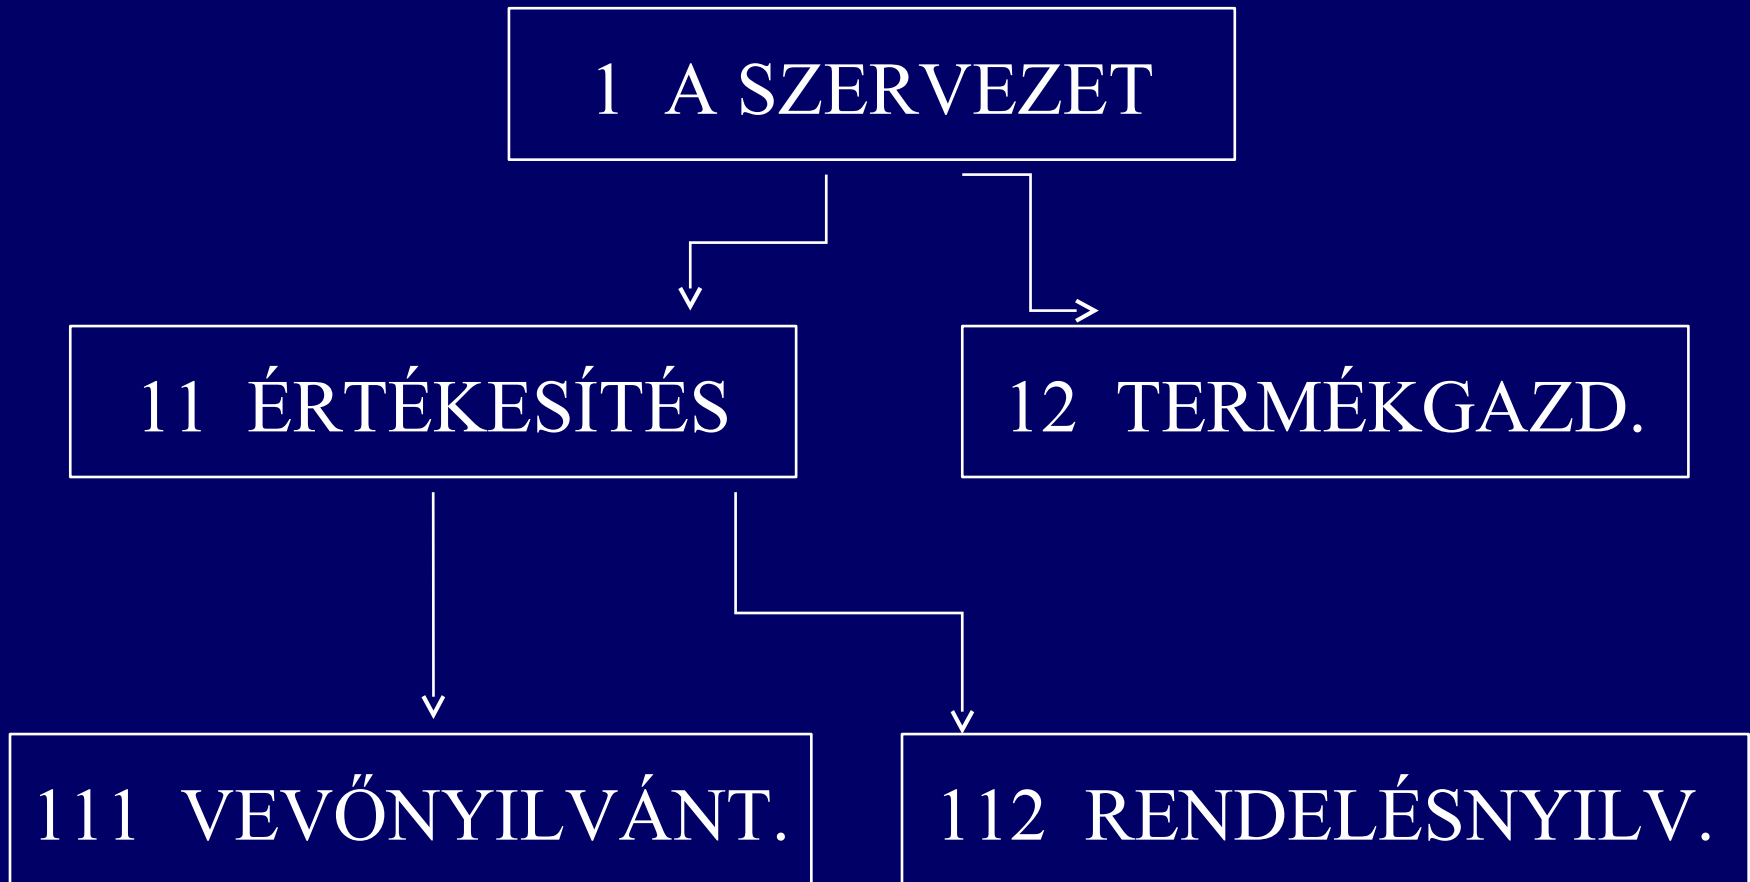 1 A SZERVEZET
11 ÉRTÉKESÍTÉS
12 TERMÉKGAZD.
111 VEVŐNYILVÁNT.
112 RENDELÉSNYILV.